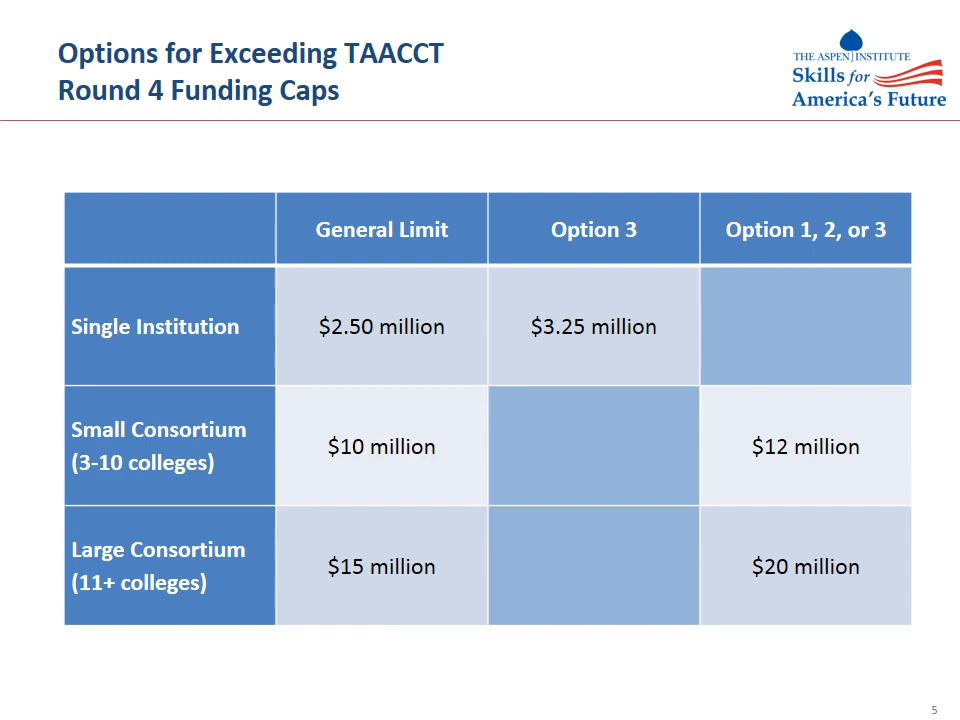 Options for Exceeding TAACCT
Round 4 Funding Caps
THE ASPEN INSTITUTE
Skills for
America's Future
General Limit
Option 3
Option 1, 2, or 3
Single Institution
$2.50 million
$3.25 million
Small Consortium
(3-10 colleges)
$10 million
$12 million
Large Consortium
(11+ colleges)
$15 million
$20 million
5